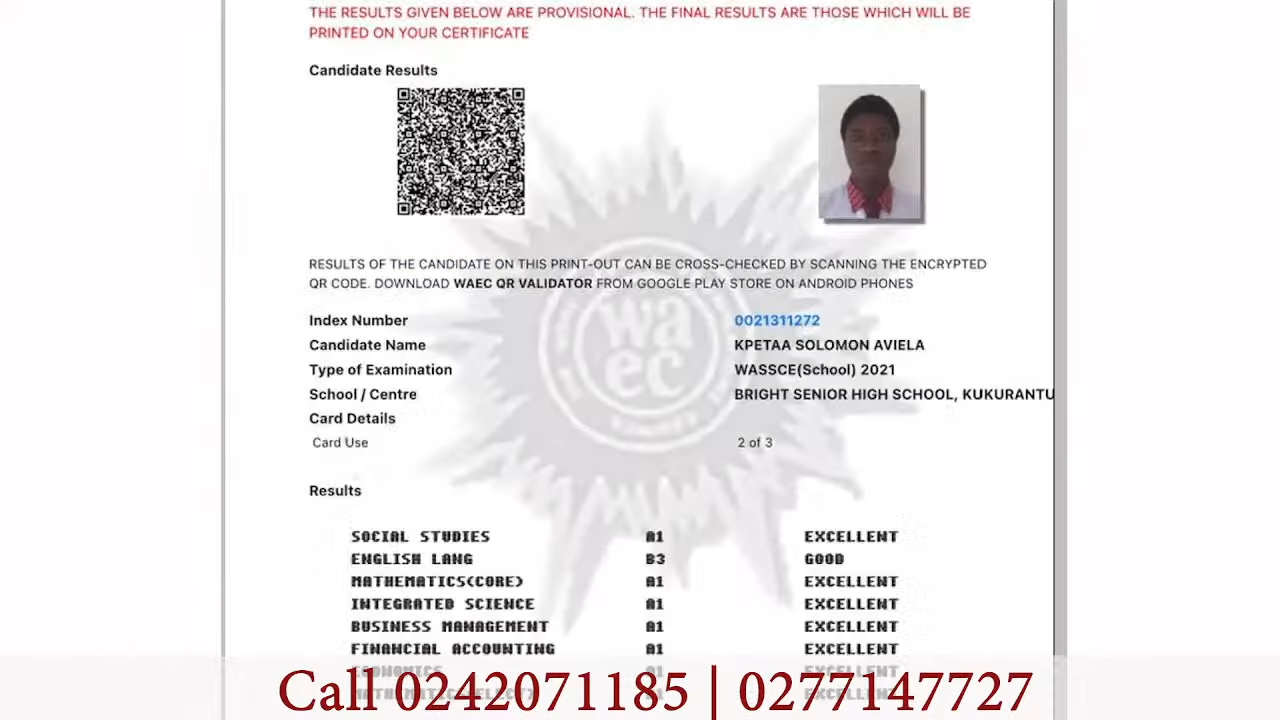 THE RESULTS GIVEN BELOW ARE PROVISIONAL. THE FINAL RESULTS ARE THOSE WHICH WILL BE
PRINTED ON YOUR CERTIFICATE
Candidate Results
RESULTS OF THE CANDIDATE ON THIS PRINT-OUT CAN BE CROSS-CHECKED BY SCANNING THE ENCRYPTED
QR CODE. DOWNLOAD WAEC QR VALIDATOR FROM GOOGLE PLAY STORE ON ANDROID PHONES
wa
ec
Index Number 0021311272
Candidate Name KPETAA SOLOMON AVIELA
Type of Examination WASSCE(School) 2021
School / Centre BRIGHT SENIOR HIGH SCHOOL, KUKURANTU
Card Details
Card Use 2 of 3
Results
SOCIAL STUDIES A1 EXCELLENT
ENGLISH LANG B3 GOOD
MATHEMATICS(CORE) A1 EXCELLENT
INTEGRATED SCIENCE A1 EXCELLENT
BUSINESS MANAGEMENT A1 EXCELLENT
FINANCIAL ACCOUNTING A1 EXCELLENT
ECONOMICS A1 EXCELLENT
Call 0242071185 | 0277147727